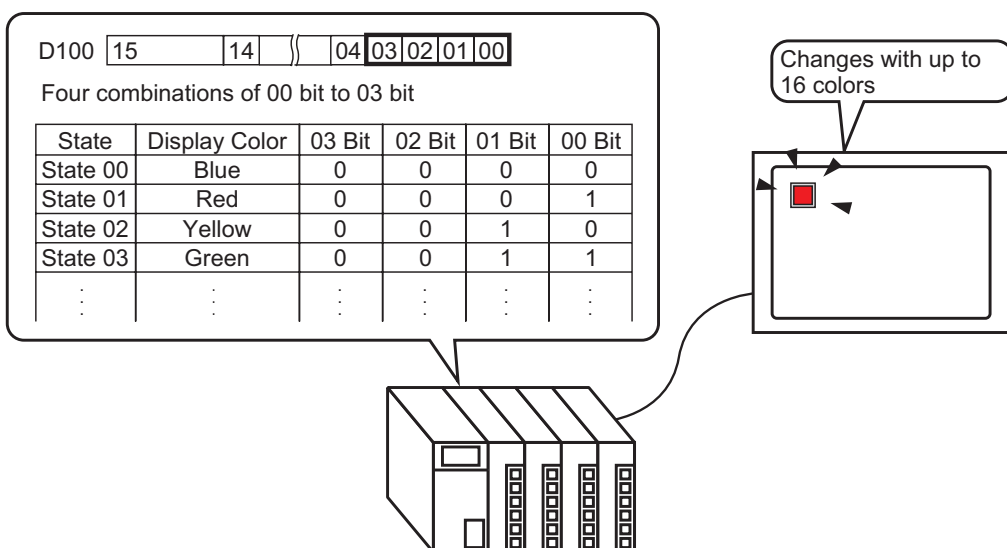 D100 15 14 04 03 02 01 00
Four combinations of 00 bit to 03 bit
State Display Color 03 Bit 02 Bit 01 Bit 00 Bit
State 00 Blue 0 0 0 0
State 01 Red 0 0 0 1
State 02 Yellow 0 0 1 0
State 03 Green 0 0 1 1
Changes with up to
16 colors